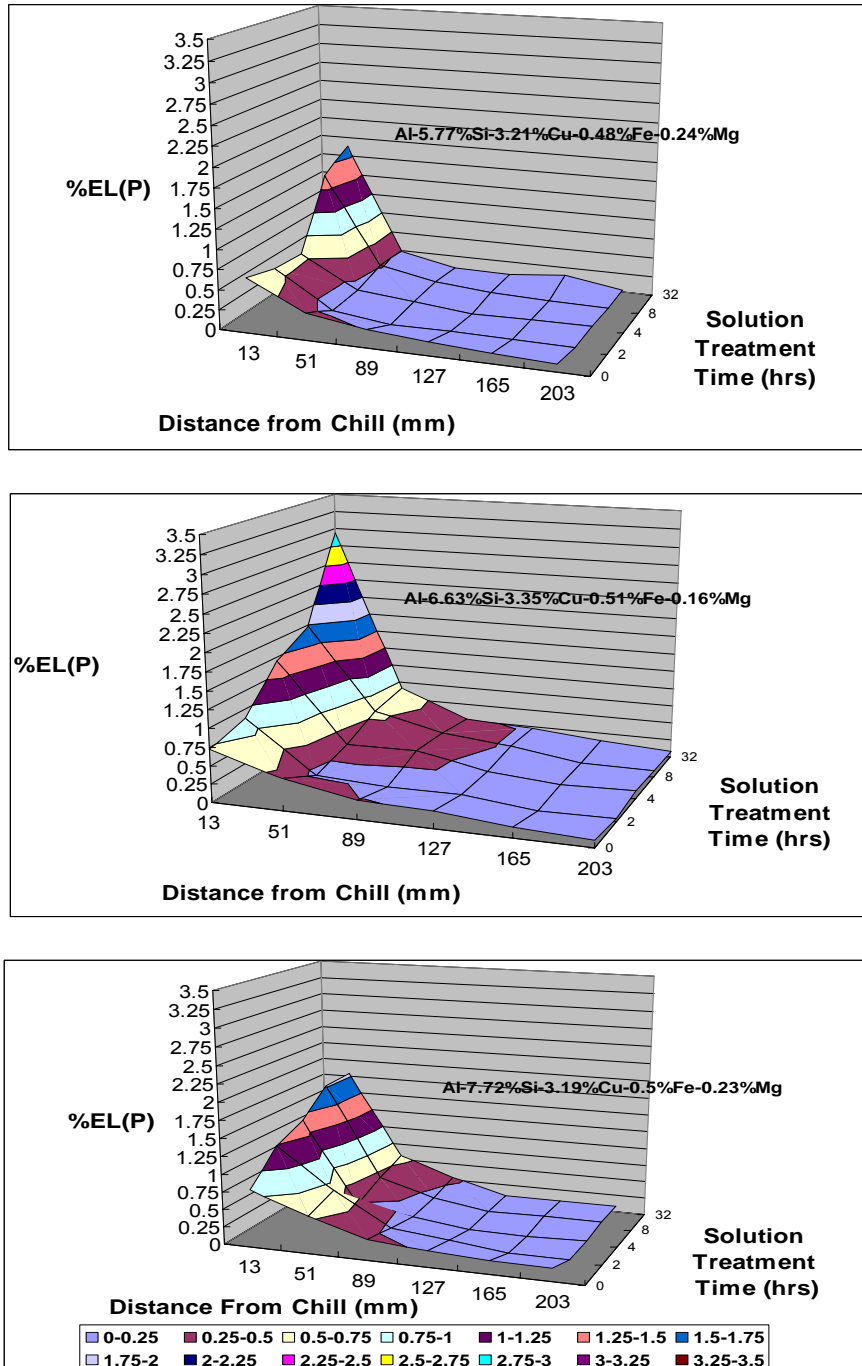 3.5
3.25
3
2.75
2.5
2.25
2
1.75
1.5
1.25
1
0.75
0.5
0.25
0
%EL(P)
Al-5.77%Si-3.21%Cu-0.48%Fe-0.24%Mg
13 51 89 127 165 203
Distance from Chill (mm)
0 2 4 8 32
Solution
Treatment
Time (hrs)
3.5
3.25
3
2.75
2.5
2.25
2
1.75
1.5
1.25
1
0.75
0.5
0.25
0
%EL(P)
Al-6.63%Si-3.35%Cu-0.51%Fe-0.16%Mg
13 51 89 127 165 203
Distance from Chill (mm)
0 2 4 8 32
Solution
Treatment
Time (hrs)
3.5
3.25
3
2.75
2.5
2.25
2
1.75
1.5
1.25
1
0.75
0.5
0.25
0
%EL(P)
Al-7.72%Si-3.19%Cu-0.5%Fe-0.23%Mg
13 51 89 127 165 203
Distance From Chill (mm)
0 2 4 8 32
Solution
Treatment
Time (hrs)
0-0.25 0.25-0.5 0.5-0.75 0.75-1 1-1.25 1.25-1.5 1.5-1.75
1.75-2 2-2.25 2.25-2.5 2.5-2.75 2.75-3 3-3.25 3.25-3.5